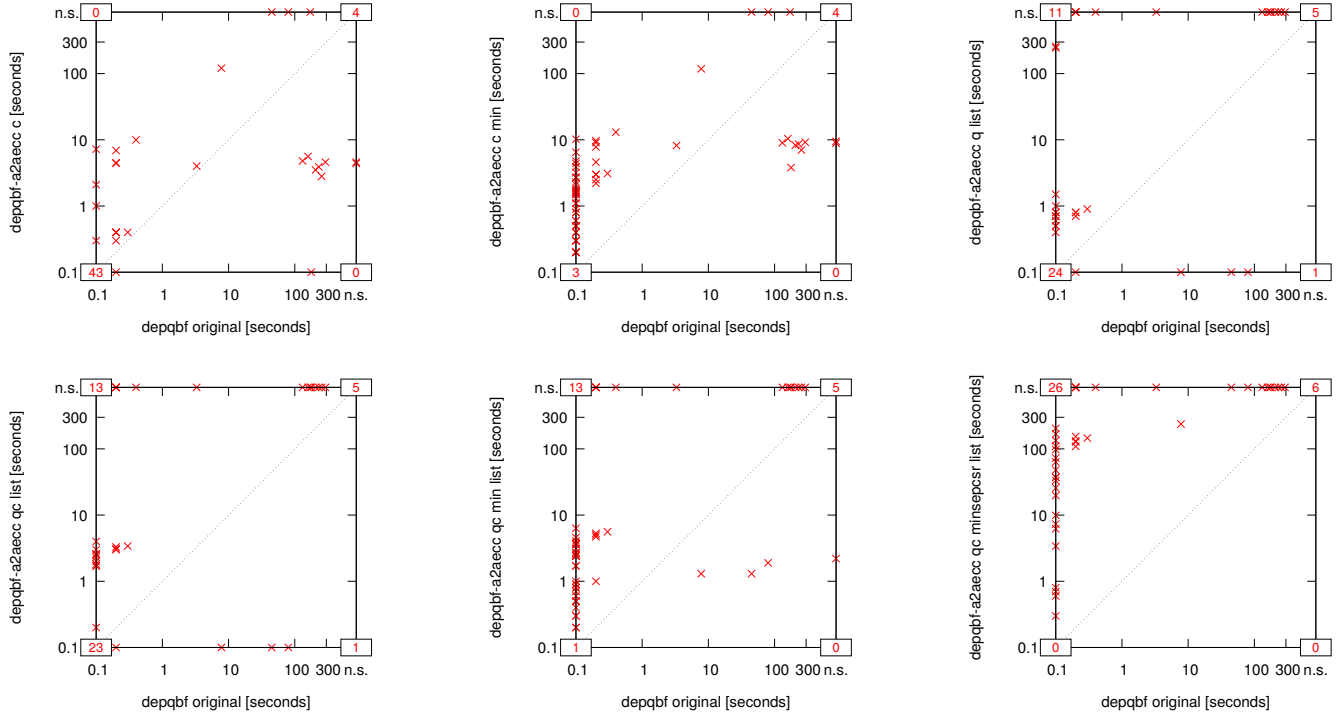 n.s. 0 4
300
100
10
1
0.1 43 0
0.1 1 10 100 300 n.s.
depqbf original [seconds]
depqbf-a2aecc c [seconds]
n.s. 0 4
300
100
10
1
0.1 3 0
0.1 1 10 100 300 n.s.
depqbf original [seconds]
depqbf-a2aecc c min [seconds]
n.s. 11 5
300
100
10
1
0.1 24 1
0.1 1 10 100 300 n.s.
depqbf original [seconds]
depqbf-a2aecc q list [seconds]
n.s. 13 5
300
100
10
1
0.1 23 1
0.1 1 10 100 300 n.s.
depqbf original [seconds]
depqbf-a2aecc qc list [seconds]
n.s. 13 5
300
100
10
1
0.1 1 0
0.1 1 10 100 300 n.s.
depqbf original [seconds]
depqbf-a2aecc qc min list [seconds]
n.s. 26 6
300
100
10
1
0.1 0 0
0.1 1 10 100 300 n.s.
depqbf original [seconds]
depqbf-a2aecc qc minsepcsr list [seconds]